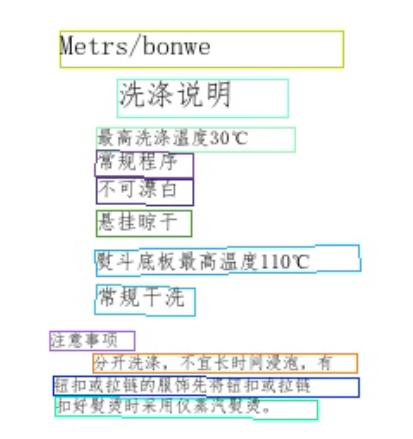 Metrs/bonwe
洗涤说明
最高洗涤温度30℃
常规程序
不可漂白
悬挂晾干
熨斗底板最高温度110℃
常规干洗
注意事项
分开洗涤，不宜长时间浸泡，有
钮扣或拉链的服饰先将钮扣或拉链
扣好熨烫时采用仅蒸汽熨烫。